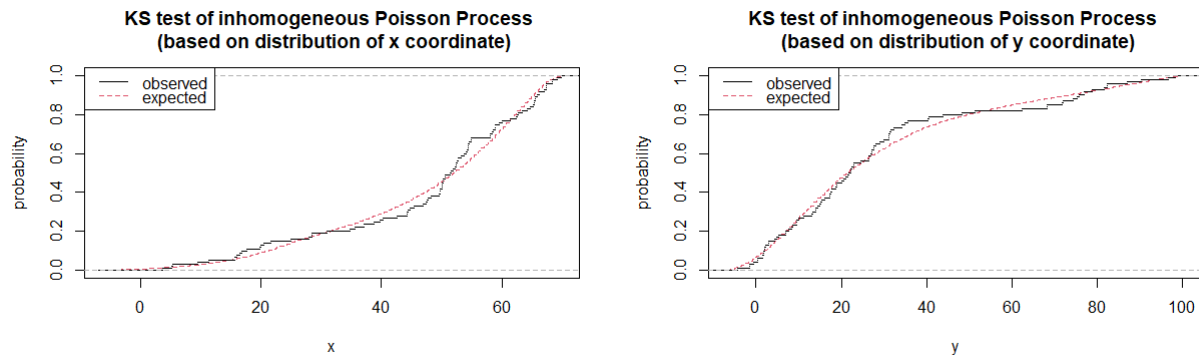 KS test of inhomogeneous Poisson Process
(based on distribution of x coordinate)
observed
expected
probability
0.0 0.2 0.4 0.6 0.8 1.0
0 20 40 60
x
KS test of inhomogeneous Poisson Process
(based on distribution of y coordinate)
observed
expected
probability
0.0 0.2 0.4 0.6 0.8 1.0
0 20 40 60 80 100
y